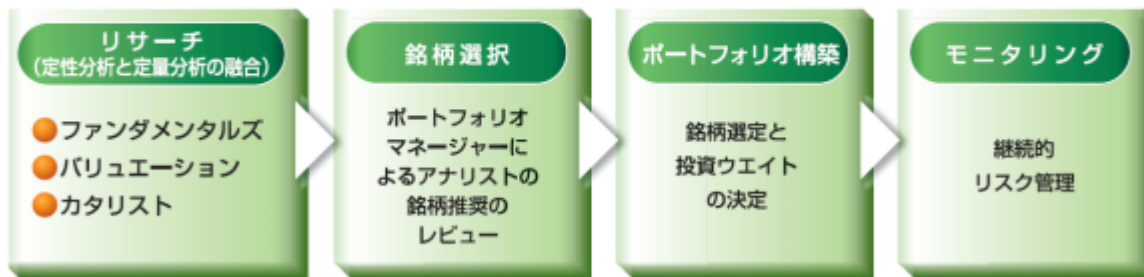 リサーチ
(定性分析と定量分析の融合)
ファンダメンタルズ
バリュエーション
カタリスト
銘柄選択
ポートフォリオ
マネージャーに
よるアナリストの
銘柄推奨の
レビュー
ポートフォリオ構築
銘柄選定と
投資ウエイト
の決定
モニタリング
継続的
リスク管理